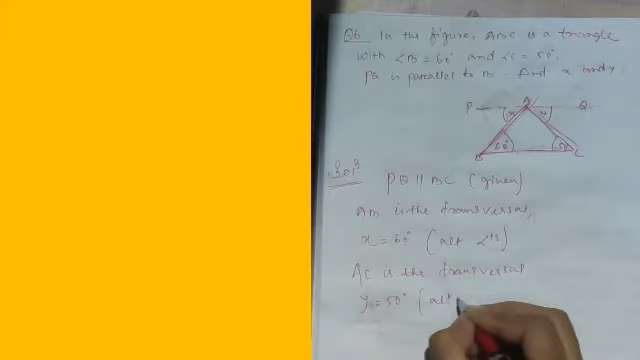 Q6 In the figure, ABC is a triangle
with ∠B = 60° and ∠C = 50°.
PQ is parallel to BC. find x and y
P A Q
x y
60° 50°
B C
Sol^n
PQ || BC (given)
AB is the transversal,
x = 60° (alt ∠'s)
AC is the transversal
y = 50° (alt